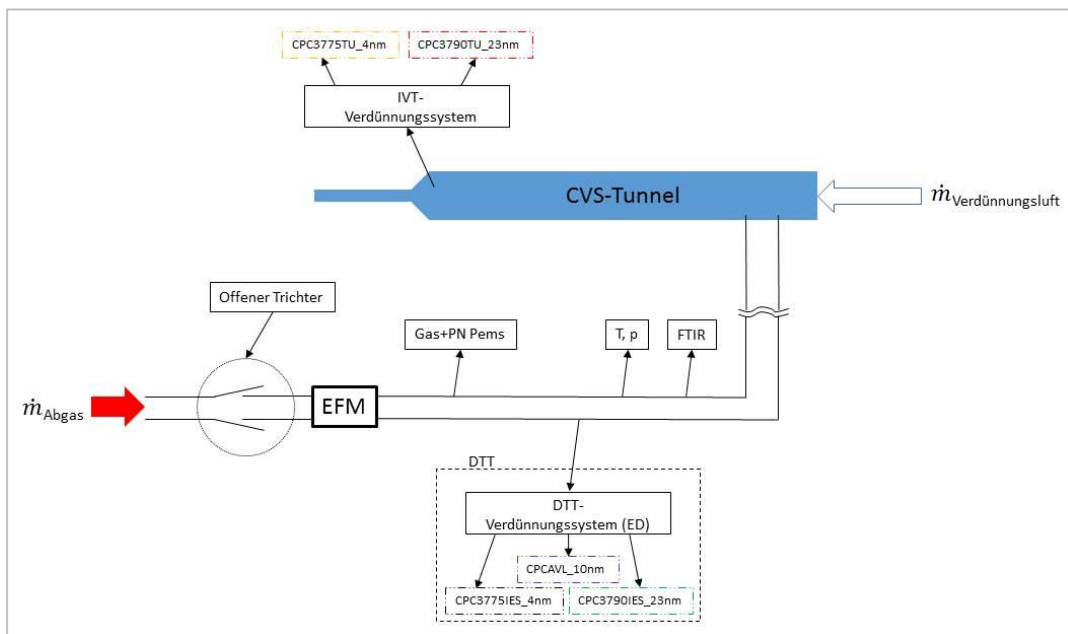 CPC3775TU_4nm
CPC3790TU_23nm
IVT-
Verdünnungssystem
CVS-Tunnel
ṁVerdünnungsluft
Offener Trichter
Gas+PN Pems
T, p
FTIR
ṁAbgas
EFM
DTT
DTT-
Verdünnungssystem (ED)
CPCAVL_10nm
CPC3775IES_4nm
CPC3790IES_23nm